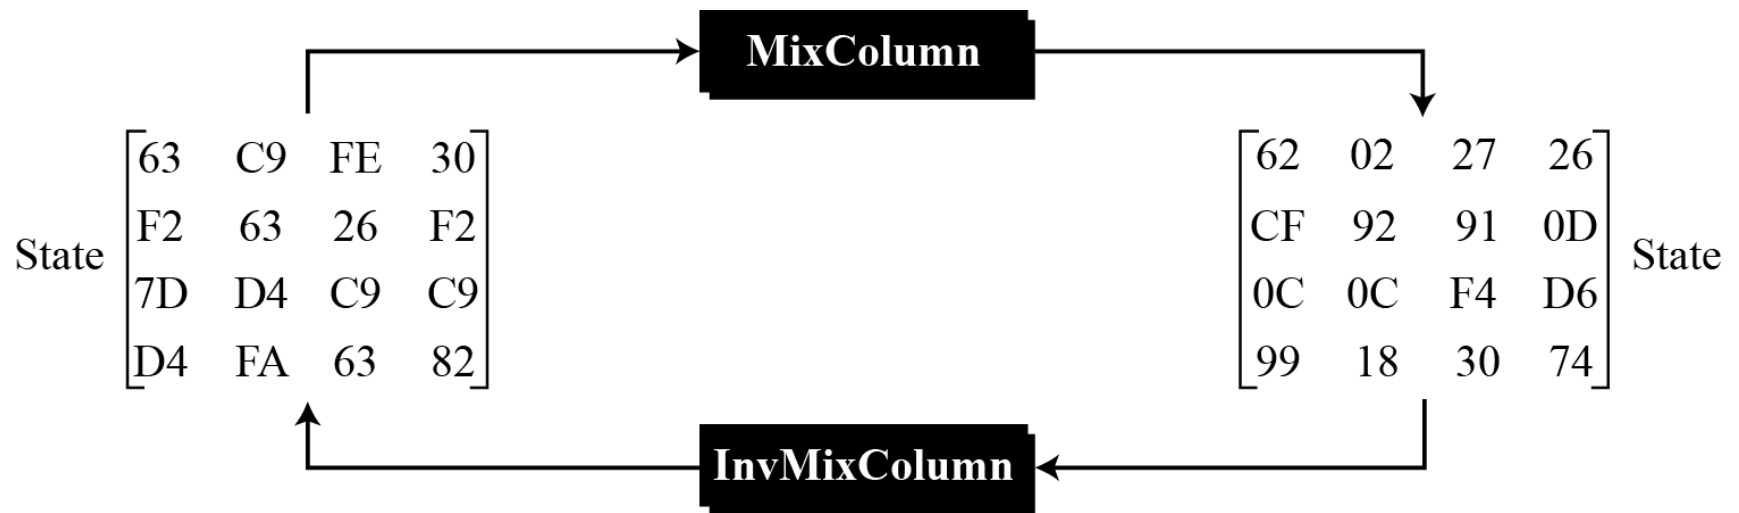 MixColumn
63 C9 FE 30 62 02 27 26
F2 63 26 F2 CF 92 91 0D
State State
7D D4 C9 C9 0C 0C F4 D6
D4 FA 63 82 99 18 30 74
InvMixColumn